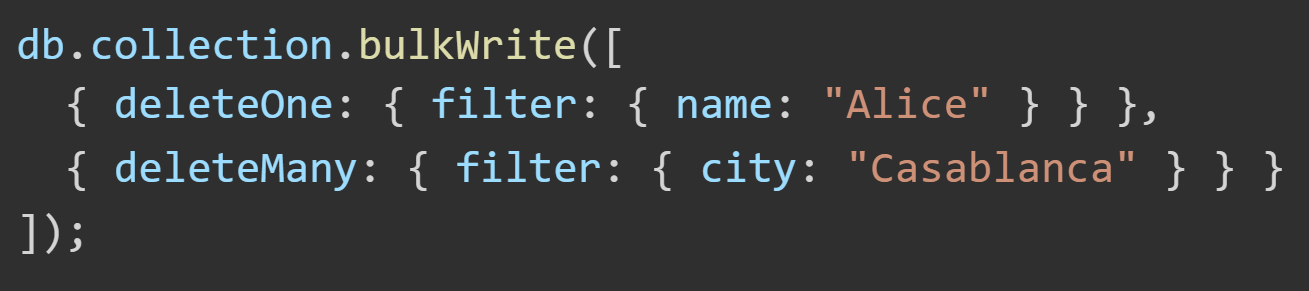 db.collection.bulkWrite([
  { deleteOne: { filter: { name: "Alice" } } },
  { deleteMany: { filter: { city: "Casablanca" } } }
]);